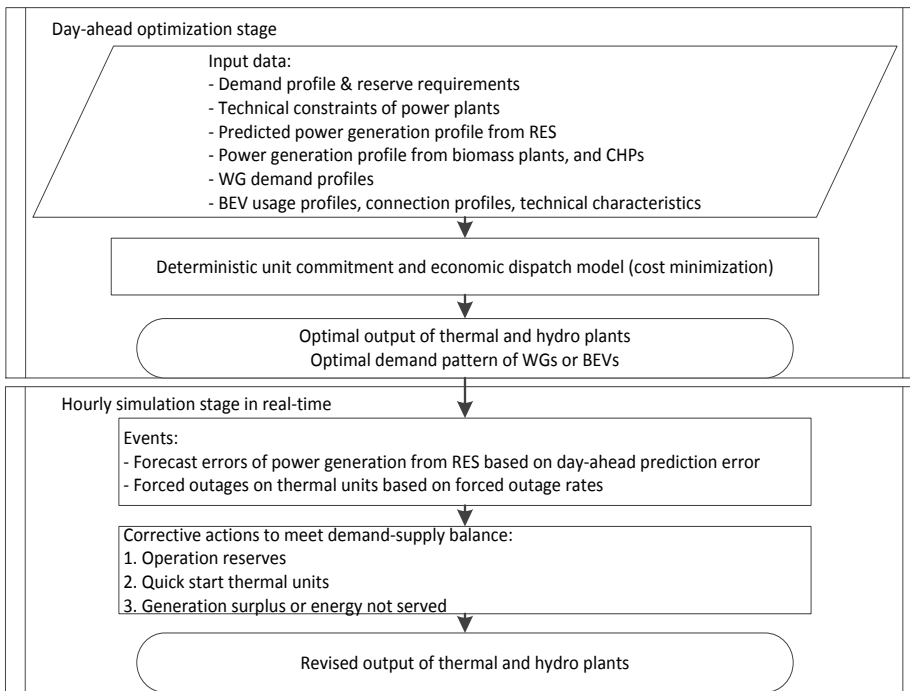 Day-ahead optimization stage
Input data:
- Demand profile & reserve requirements
- Technical constraints of power plants
- Predicted power generation profile from RES
- Power generation profile from biomass plants, and CHPs
- WG demand profiles
- BEV usage profiles, connection profiles, technical characteristics
Deterministic unit commitment and economic dispatch model (cost minimization)
Optimal output of thermal and hydro plants
Optimal demand pattern of WGs or BEVs
Hourly simulation stage in real-time
Events:
- Forecast errors of power generation from RES based on day-ahead prediction error
- Forced outages on thermal units based on forced outage rates
Corrective actions to meet demand-supply balance:
1. Operation reserves
2. Quick start thermal units
3. Generation surplus or energy not served
Revised output of thermal and hydro plants